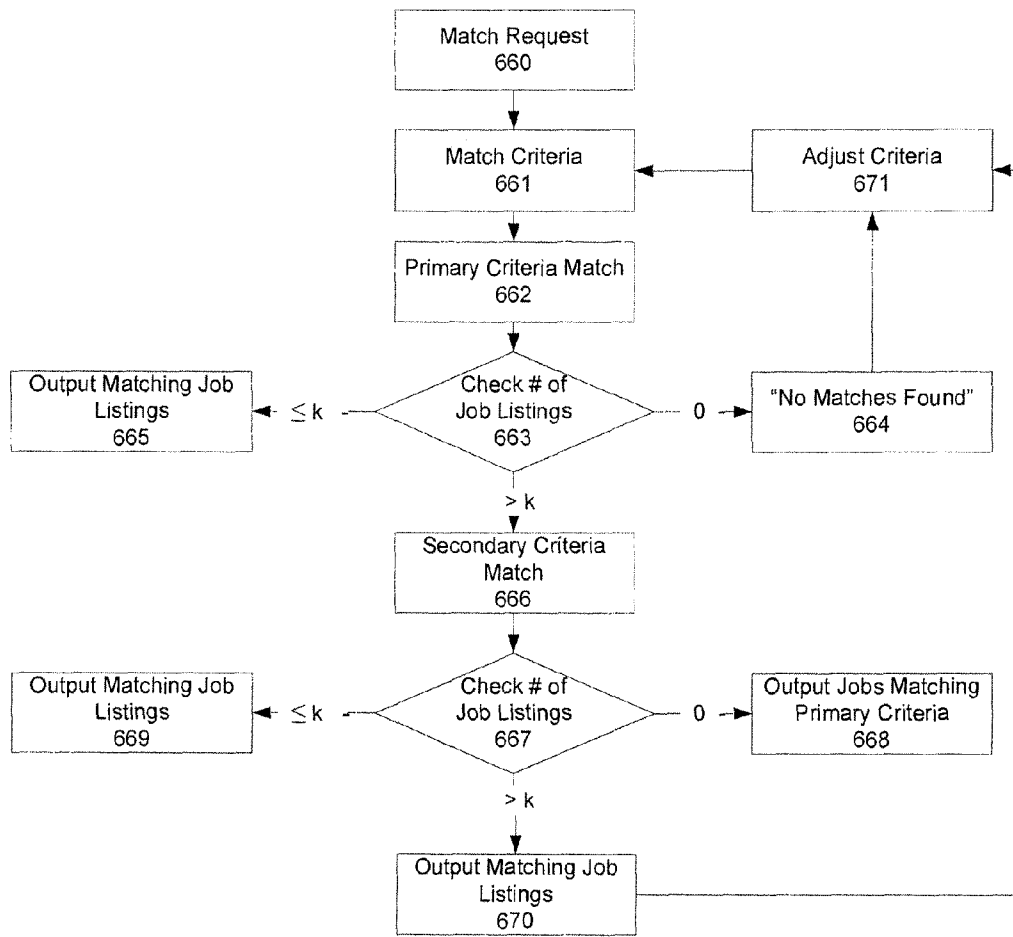 Match Request
660
Match Criteria
661
Adjust Criteria
671
Primary Criteria Match
662
Output Matching Job
Listings
665
≤ k
Check # of
Job Listings
663
0
"No Matches Found"
664
> k
Secondary Criteria
Match
666
Output Matching Job
Listings
669
≤ k
Check # of
Job Listings
667
0
Output Jobs Matching
Primary Criteria
668
> k
Output Matching Job
Listings
670